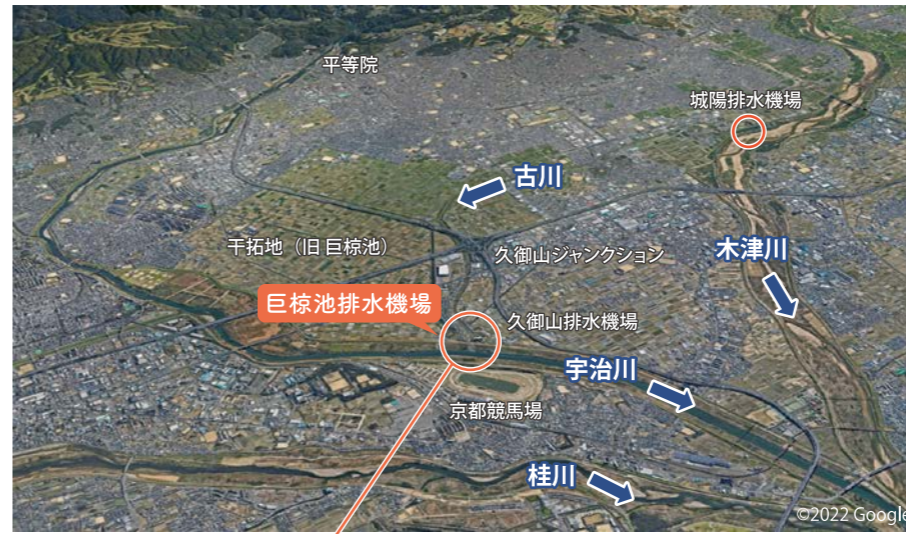 平等院
城陽排水機場
古川
干拓地（旧 巨椋池）
久御山ジャンクション
木津川
巨椋池排水機場
久御山排水機場
宇治川
京都競馬場
桂川
©2022 Google